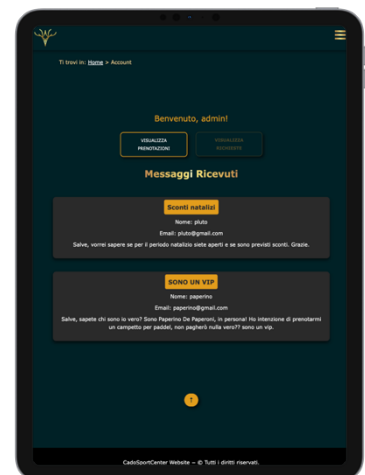 Ti trovi in: Home > Account
Benvenuto, admin!
VISUALIZZA
PRENOTAZIONI
VISUALIZZA
RICHIESTE
Messaggi Ricevuti
Sconti natalizi
Nome: pluto
Email: pluto@gmail.com
Salve, vorrei sapere se per il periodo natalizio siete aperti e se sono previsti sconti. Grazie.
SONO UN VIP
Nome: paperino
Email: paperino@gmail.com
Salve, sapete chi sono io vero? Sono Paperino De Paperoni, in persona! Ho intenzione di prenotarmi
un campetto per paddel, non pagherò nulla vero?? sono un vip.
↑
CadoSportCenter Website – © Tutti i diritti riservati.